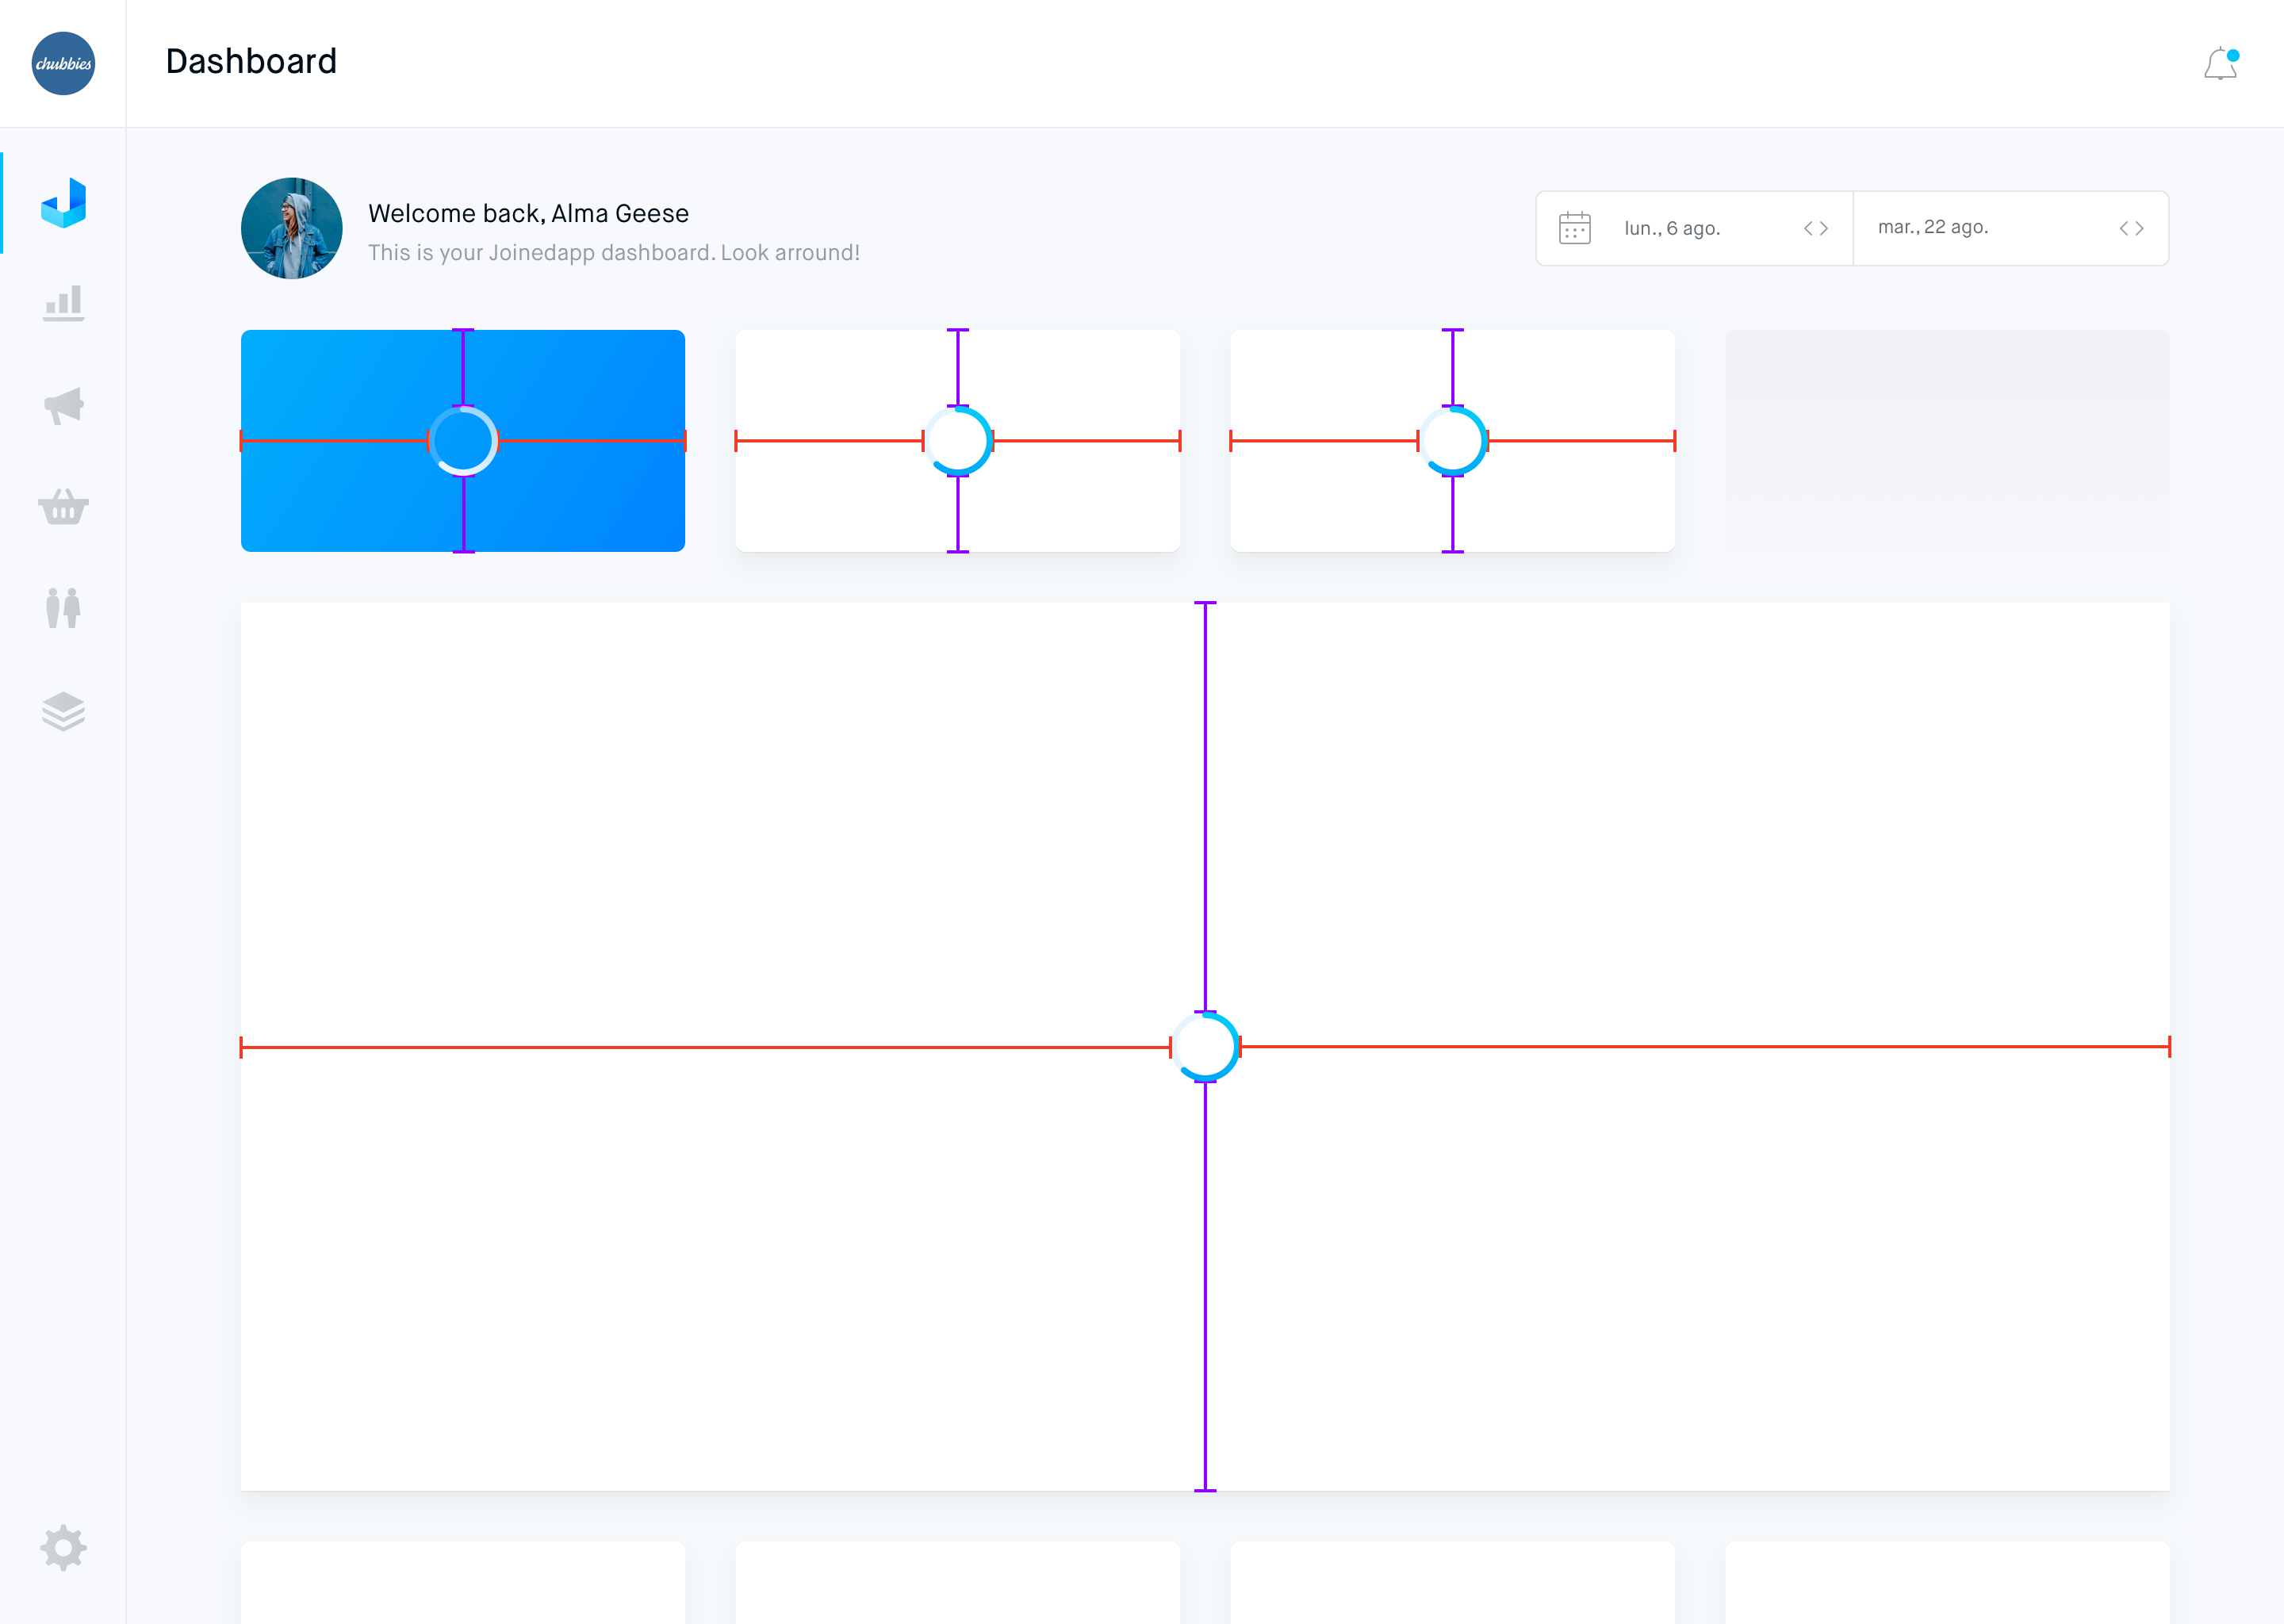 chubbies
Dashboard
Welcome back, Alma Geese
This is your Joinedapp dashboard. Look arround!
lun., 6 ago.
mar., 22 ago.